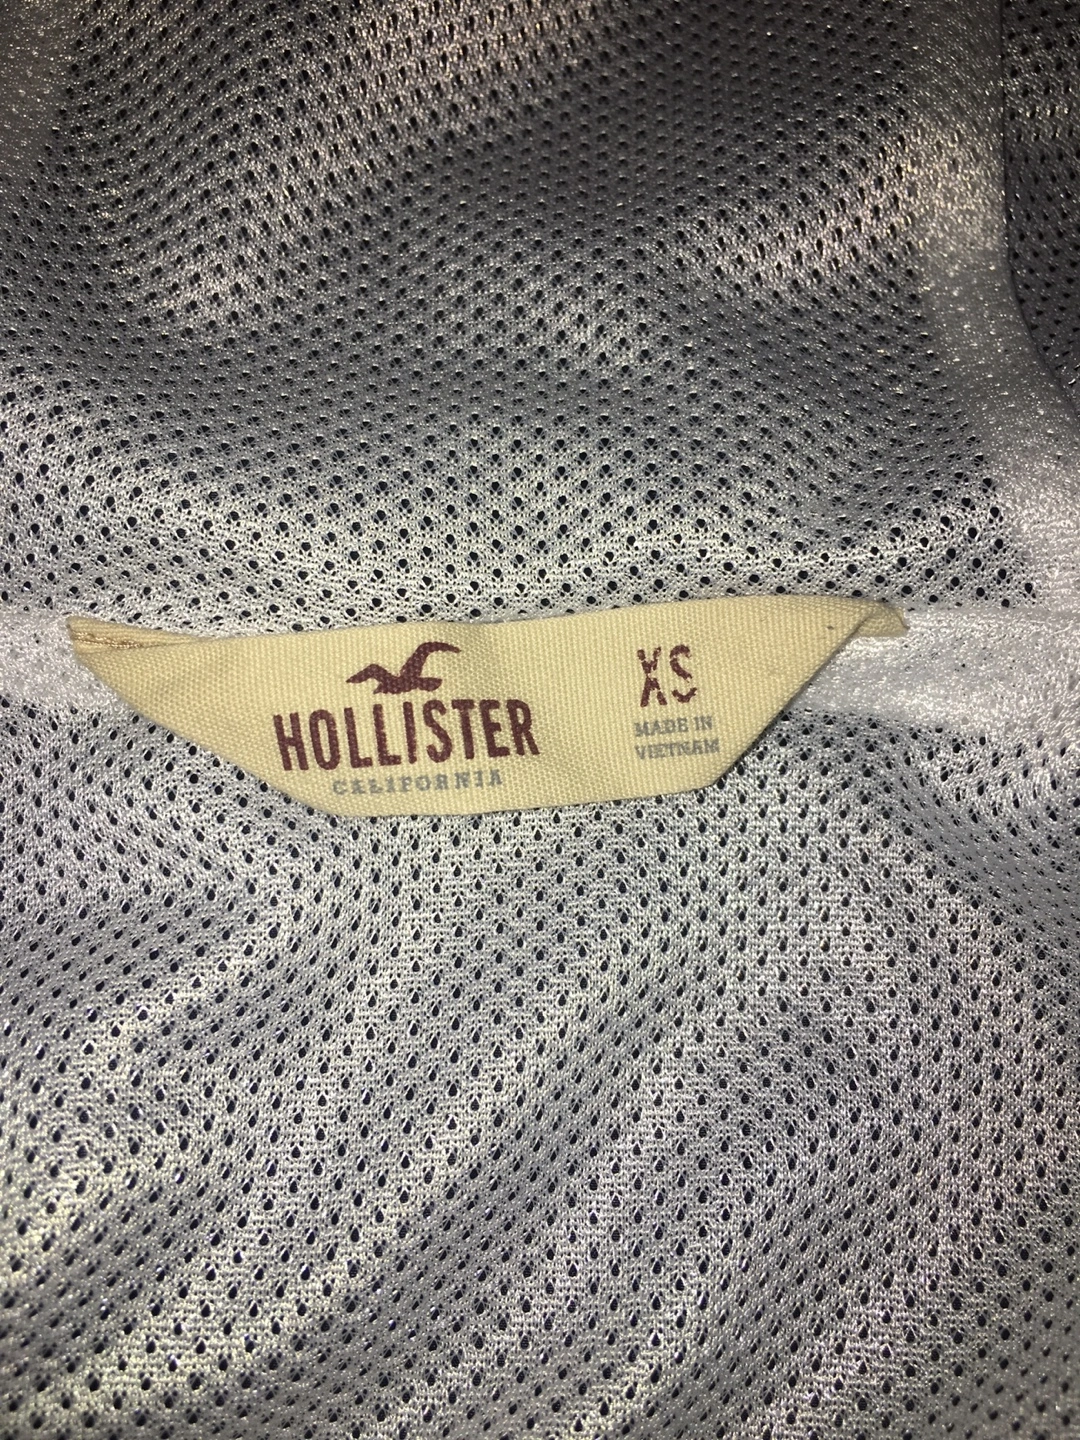 HOLLISTER
CALIFORNIA
XS
MADE IN
VIETNAM